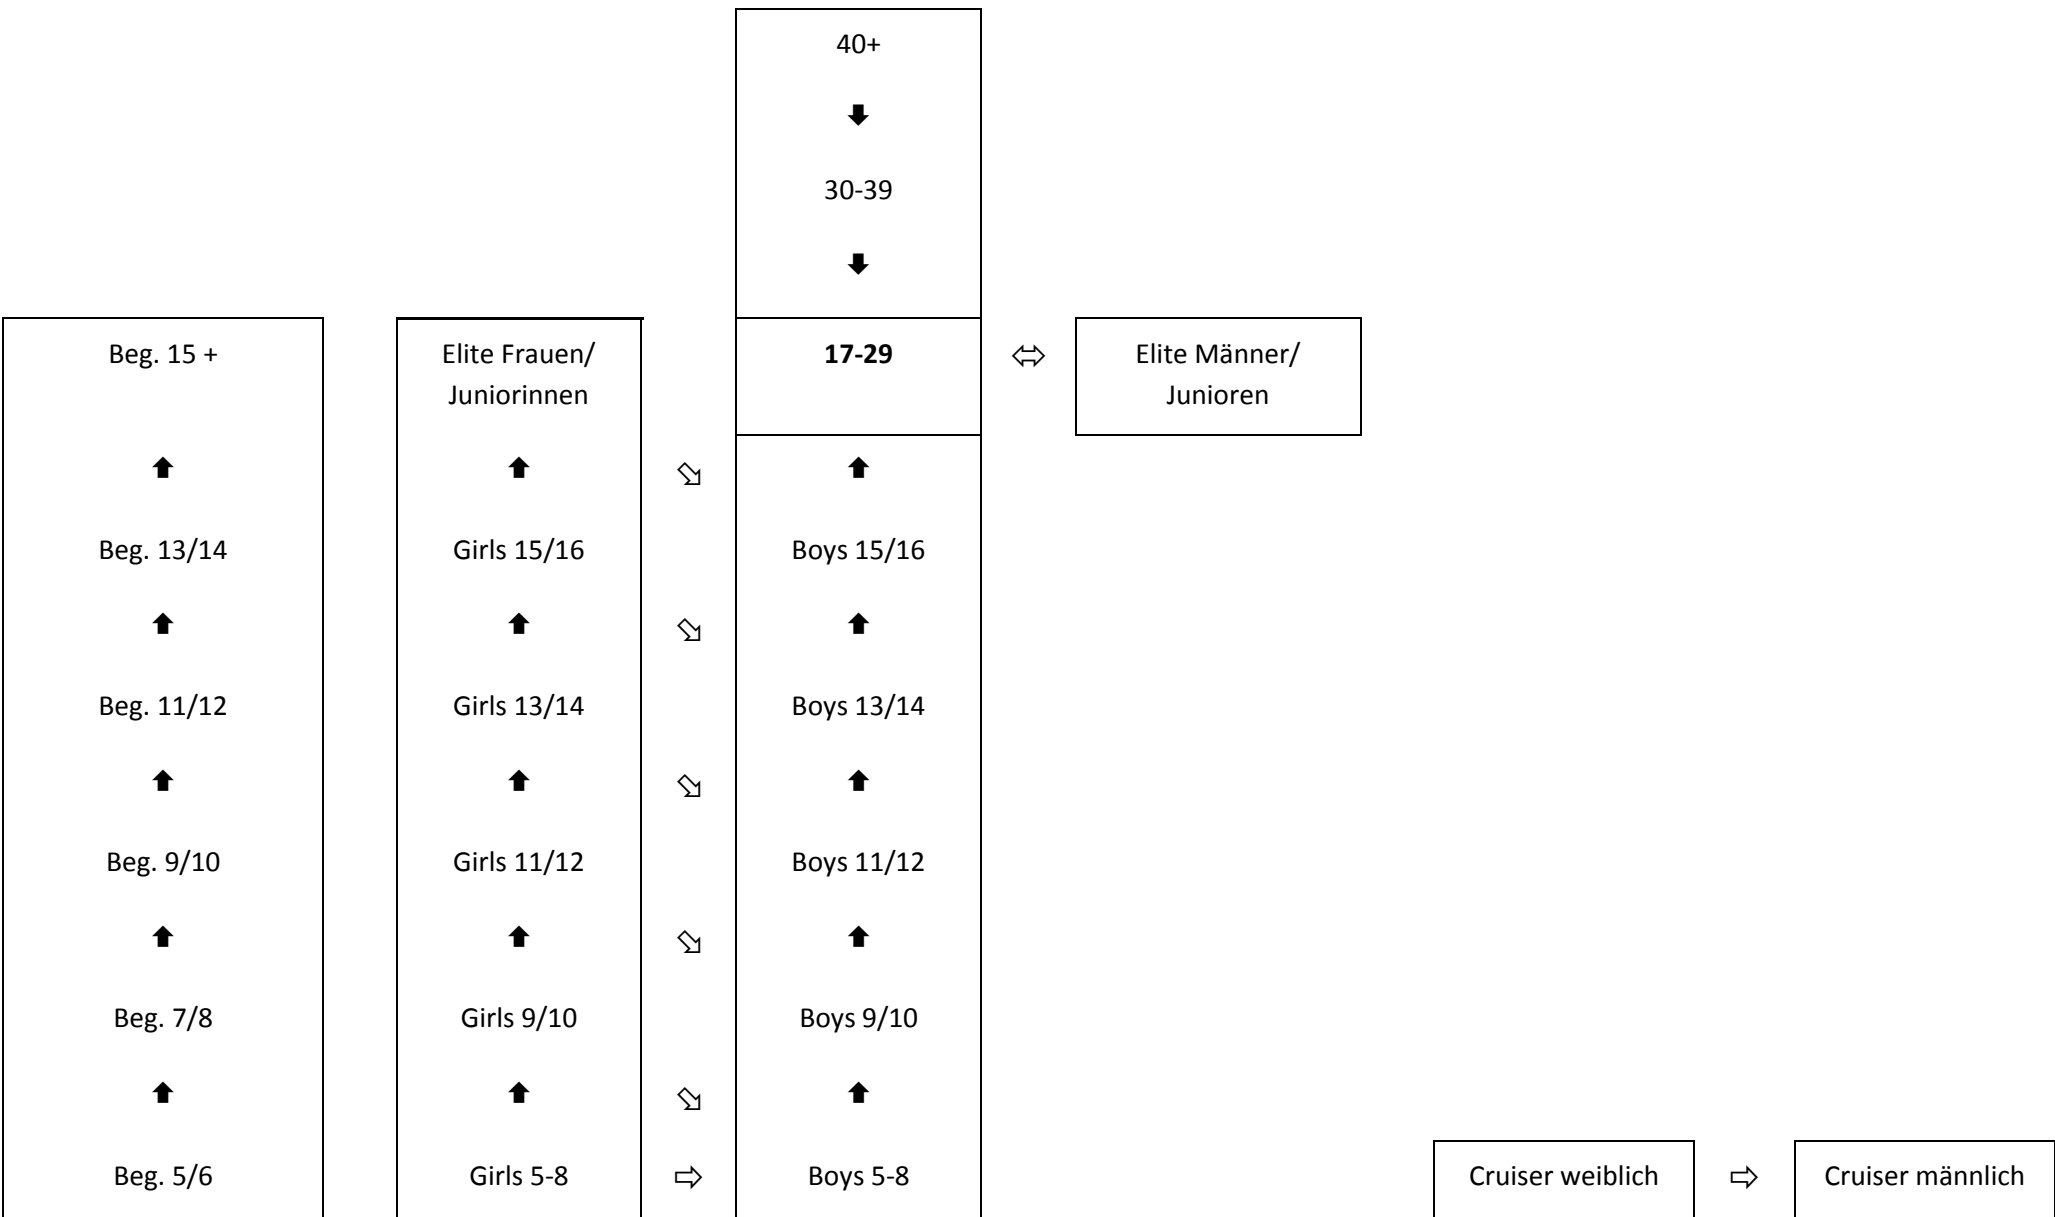 40+
30-39
Beg. 15 +
Elite Frauen/
Juniorinnen
17-29
Elite Männer/
Junioren
Beg. 13/14
Girls 15/16
Boys 15/16
Beg. 11/12
Girls 13/14
Boys 13/14
Beg. 9/10
Girls 11/12
Boys 11/12
Beg. 7/8
Girls 9/10
Boys 9/10
Beg. 5/6
Girls 5-8
Boys 5-8
Cruiser weiblich
Cruiser männlich